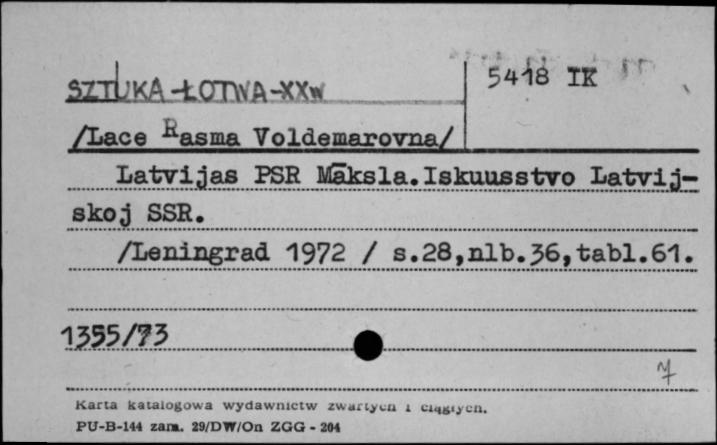 SZTUKA-ŁOTWA-XXw
5418 IK
/Lace Rasma Voldemarovna/
Latvijas PSR Māksla.Iskuusstvo Latvij-
skoj SSR.
/Leningrad 1972 / s.28,nlb.36,tabl.61.
1355/73
Karta katalogowa wydawnictw zwartych i ciągłych.
PU-B-144 zam. 29/DW/On ZGG - 204